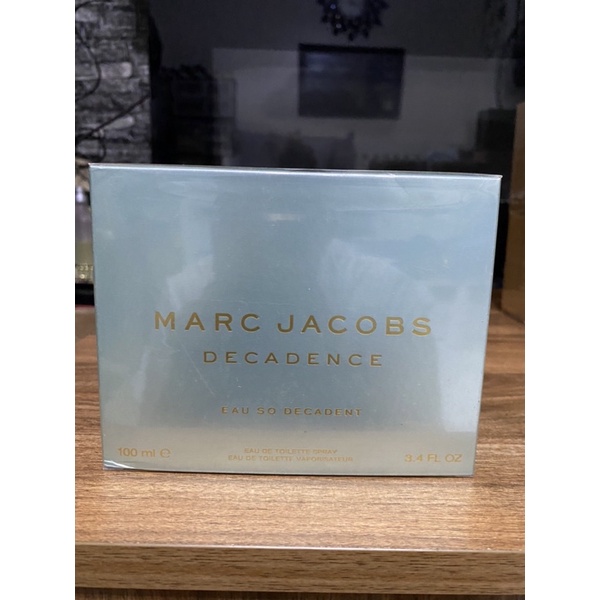 MARC JACOBS
DECADENCE
EAU SO DECADENT
EAU DE TOILETTE SPRAY
100 ml ℮ EAU DE TOILETTE VAPORISATEUR 3.4 FL OZ